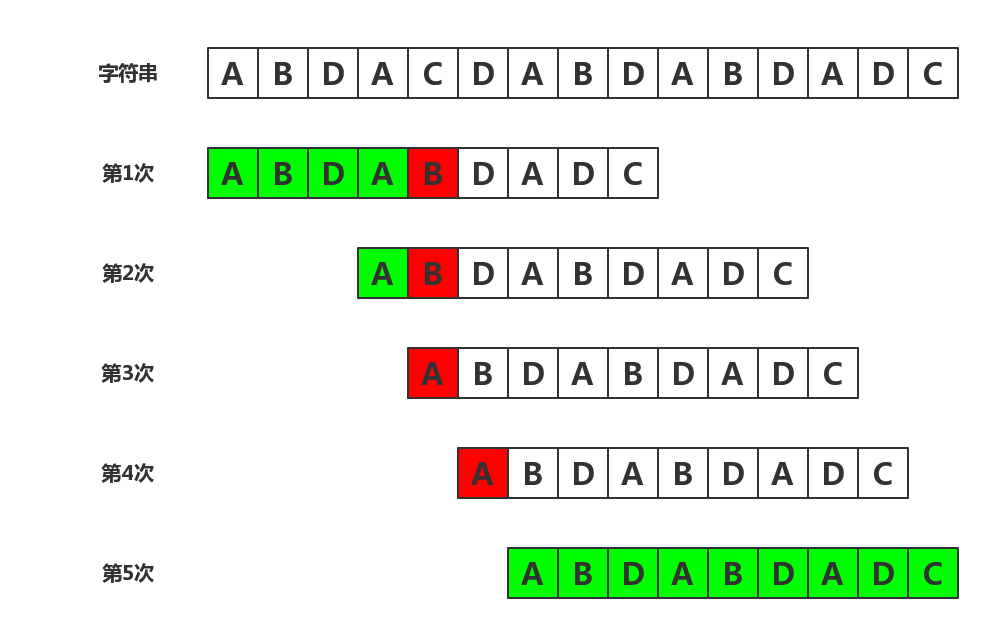 字符串 A B D A C D A B D A B D A D C
第1次 A B D A B D A D C
第2次 A B D A B D A D C
第3次 A B D A B D A D C
第4次 A B D A B D A D C
第5次 A B D A B D A D C